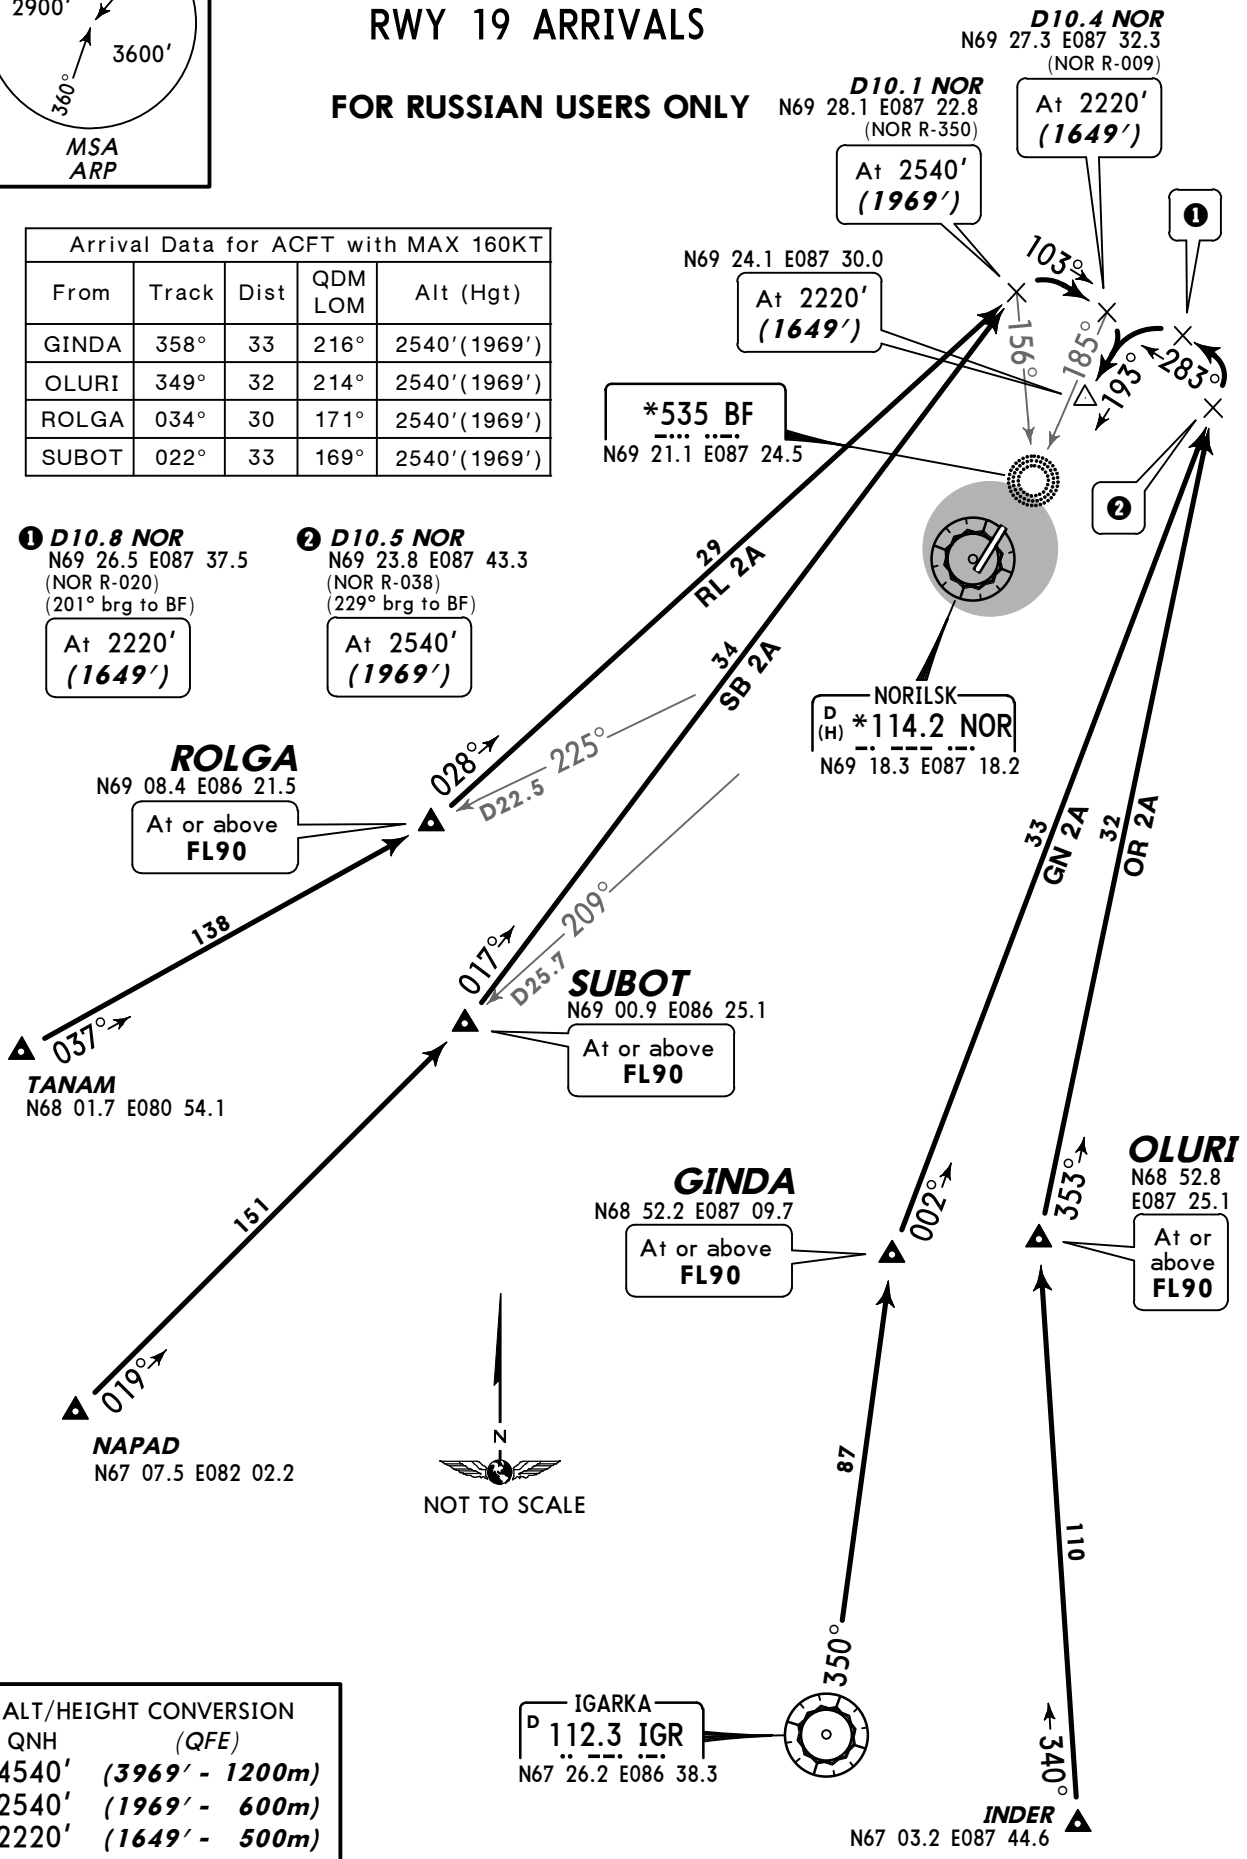 2900'
3600'
360°
MSA
ARP
RWY 19 ARRIVALS
FOR RUSSIAN USERS ONLY
D10.4 NOR
N69 27.3 E087 32.3
(NOR R-009)
At 2220'
(1649')
D10.1 NOR
N69 28.1 E087 22.8
(NOR R-350)
At 2540'
(1969')
N69 24.1 E087 30.0
At 2220'
(1649')
1
2
103°
156°
185°
193°
283°
Arrival Data for ACFT with MAX 160KT
From Track Dist QDM LOM Alt (Hgt)
GINDA 358° 33 216° 2540'(1969')
OLURI 349° 32 214° 2540'(1969')
ROLGA 034° 30 171° 2540'(1969')
SUBOT 022° 33 169° 2540'(1969')
*535 BF
N69 21.1 E087 24.5
1 D10.8 NOR
N69 26.5 E087 37.5
(NOR R-020)
(201° brg to BF)
At 2220'
(1649')
2 D10.5 NOR
N69 23.8 E087 43.3
(NOR R-038)
(229° brg to BF)
At 2540'
(1969')
NORILSK
D
(H) *114.2 NOR
N69 18.3 E087 18.2
29
RL 2A
34
SB 2A
33
GN 2A
32
OR 2A
ROLGA
N69 08.4 E086 21.5
At or above
FL90
028°
225°
D22.5
138
037°
TANAM
N68 01.7 E080 54.1
017°
209°
D25.7
SUBOT
N69 00.9 E086 25.1
At or above
FL90
151
019°
NAPAD
N67 07.5 E082 02.2
GINDA
N68 52.2 E087 09.7
At or above
FL90
002°
353°
OLURI
N68 52.8
E087 25.1
At or
above
FL90
N
NOT TO SCALE
87
110
350°
340°
IGARKA
D 112.3 IGR
N67 26.2 E086 38.3
INDER
N67 03.2 E087 44.6
ALT/HEIGHT CONVERSION
QNH (QFE)
4540' (3969' - 1200m)
2540' (1969' - 600m)
2220' (1649' - 500m)